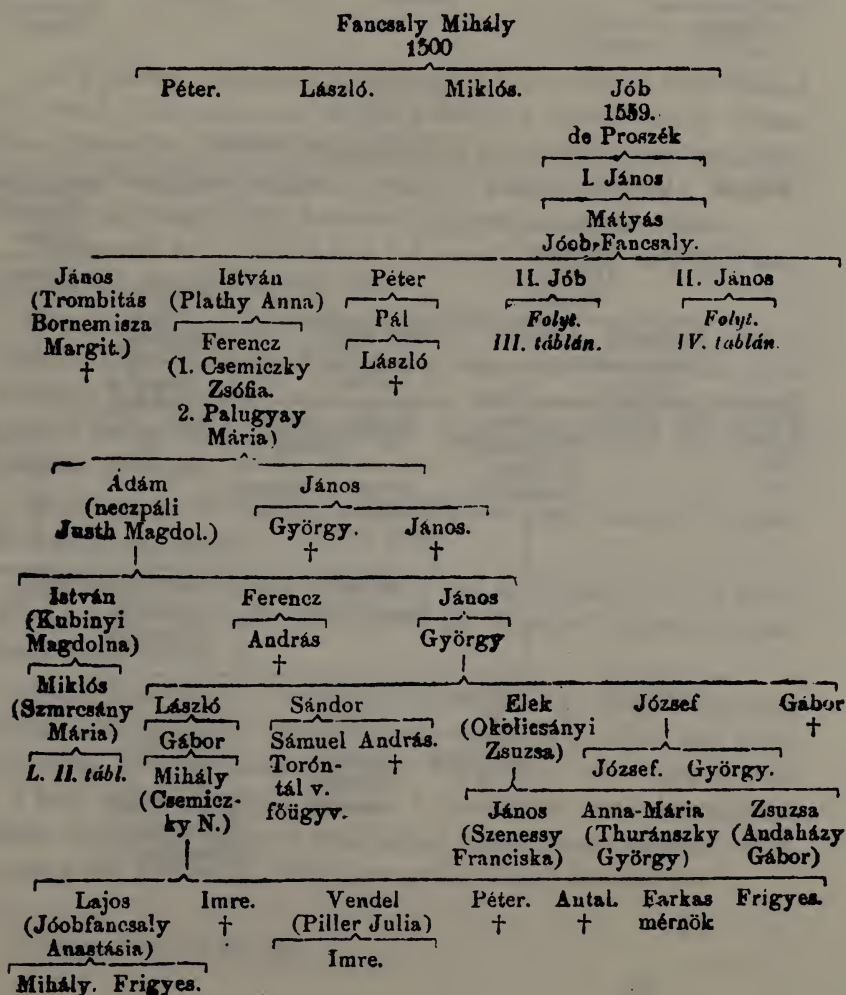 Fancsaly Mihály
1500
Péter. László. Miklós. Jób
1559.
de Proszék
I. János
Mátyás
Jóob-Fancsaly.
János István Péter II. Jób II. János
(Trombitás (Plathy Anna) Pál Folyt. Folyt.
Bornemisza Ferencz László III. táblán. IV. táblán.
Margit.) (1. Csemiczky †
† Zsófia.
2. Palugyay
Mária)
Ádám János
(neczpáli György. János.
Justh Magdol.) † †
István Ferencz János
(Kubinyi András György
Magdolna) †
Miklós László Sándor Elek József Gábor
(Szmrcsány Gábor Sámuel András. (Okolicsányi †
Mária) Mihály Torón- † Zsuzsa) József. György.
L. II. tábl. (Csemicz- tál v. János Anna-Mária Zsuzsa
ky N.) főügyv. (Szenessy (Thuránszky (Andaházy
Franciska) György) Gábor)
Lajos Imre. Vendel Péter. Antal. Farkas Frigyes.
(Jóobfancsaly † (Piller Julia) † † mérnök
Anastásia) Imre.
Mihály. Frigyes.